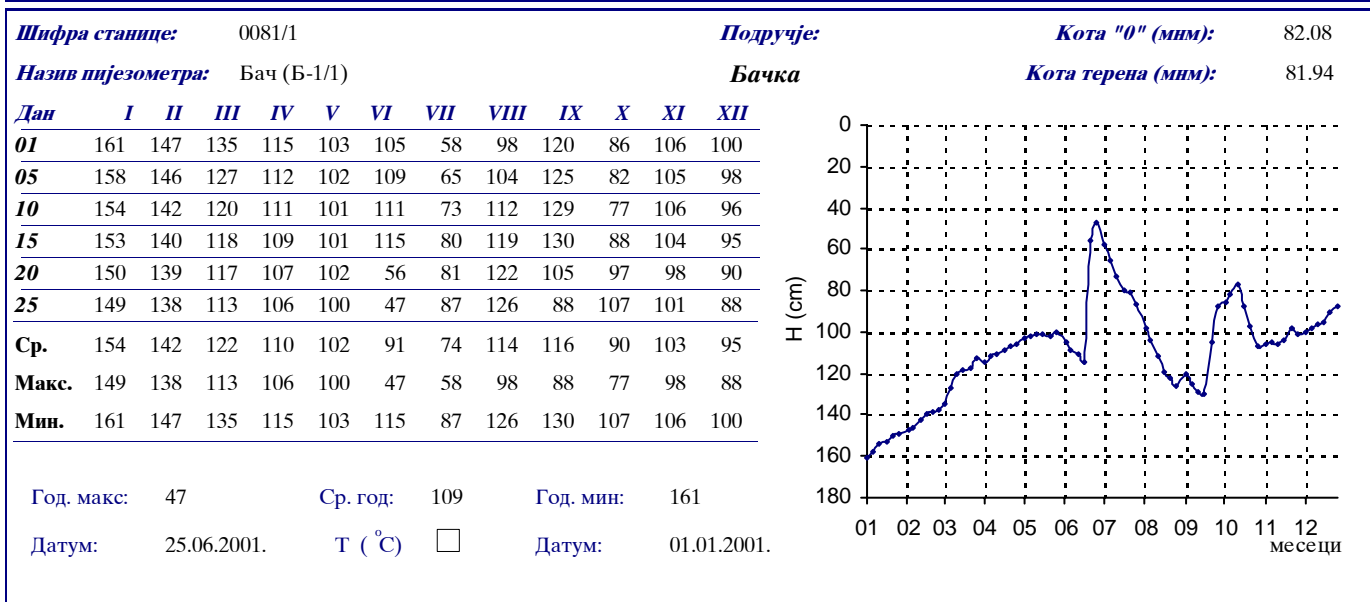 Шифра станице: 0081/1 Подручје: Кота "0" (мнм): 82.08
Назив пијезометра: Бач (Б-1/1) Бачка Кота терена (мнм): 81.94
Дан I II III IV V VI VII VIII IX X XI XII
01 161 147 135 115 103 105 58 98 120 86 106 100
05 158 146 127 112 102 109 65 104 125 82 105 98
10 154 142 120 111 101 111 73 112 129 77 106 96
15 153 140 118 109 101 115 80 119 130 88 104 95
20 150 139 117 107 102 56 81 122 105 97 98 90
25 149 138 113 106 100 47 87 126 88 107 101 88
Ср. 154 142 122 110 102 91 74 114 116 90 103 95
Макс. 149 138 113 106 100 47 58 98 88 77 98 88
Мин. 161 147 135 115 103 115 87 126 130 107 106 100
Год. макс: 47 Ср. год: 109 Год. мин: 161
Датум: 25.06.2001. T ( °C) Датум: 01.01.2001.
H (cm)
0
20
40
60
80
100
120
140
160
180
01 02 03 04 05 06 07 08 09 10 11 12
месеци